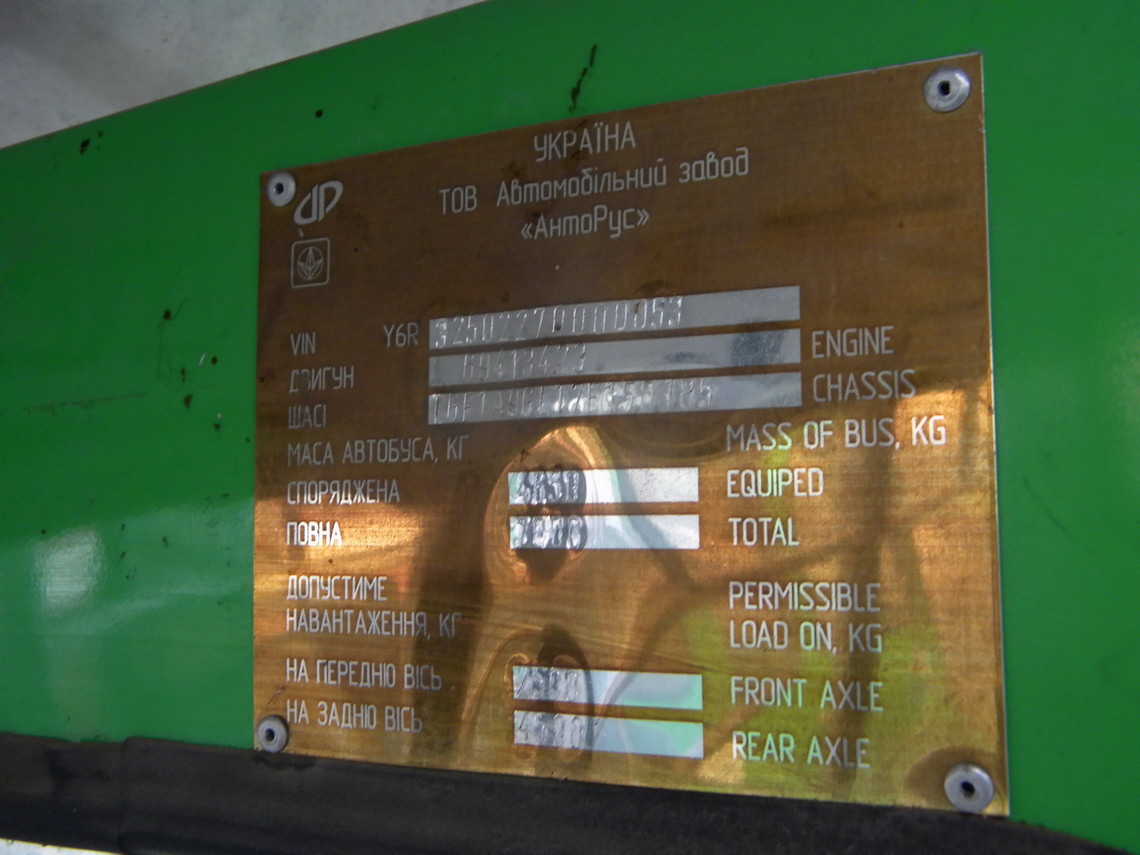 УКРАЇНА
ТОВ Автомобільний завод
«АнтоРус»
VIN Y6R
ДВИГУН ENGINE
ШАСІ CHASSIS
МАСА АВТОБУСА, КГ MASS OF BUS, KG
СПОРЯДЖЕНА EQUIPED
ПОВНА TOTAL
ДОПУСТИМЕ PERMISSIBLE
НАВАНТАЖЕННЯ, КГ LOAD ON, KG
НА ПЕРЕДНЮ ВІСЬ FRONT AXLE
НА ЗАДНЮ ВІСЬ REAR AXLE